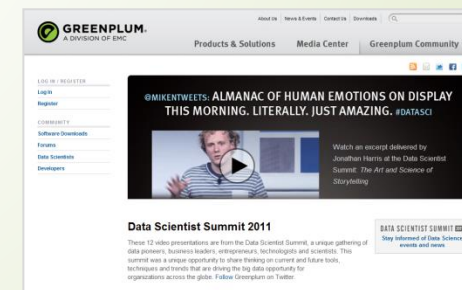 About Us News & Events Contact Us Downloads
GREENPLUM.
A DIVISION OF EMC
Products & Solutions Media Center Greenplum Community
LOG IN / REGISTER
Log In
Register
COMMUNITY
Software Downloads
Forums
Data Scientists
Developers
@MIKENTWEETS: ALMANAC OF HUMAN EMOTIONS ON DISPLAY
THIS MORNING. LITERALLY. JUST AMAZING. #DATASCI
Watch an excerpt delivered by
Jonathan Harris at the Data Scientist
Summit: The Art and Science of
Storytelling
Data Scientist Summit 2011
These 12 video presentations are from the Data Scientist Summit, a unique gathering of
data pioneers, business leaders, entrepreneurs, technologists and scientists. This
summit was a unique opportunity to share thinking on current and future tools,
techniques and trends that are driving the big data opportunity for
organizations across the globe. Follow Greenplum on Twitter
DATA SCIENTIST SUMMIT
Stay informed of Data Science
events and news